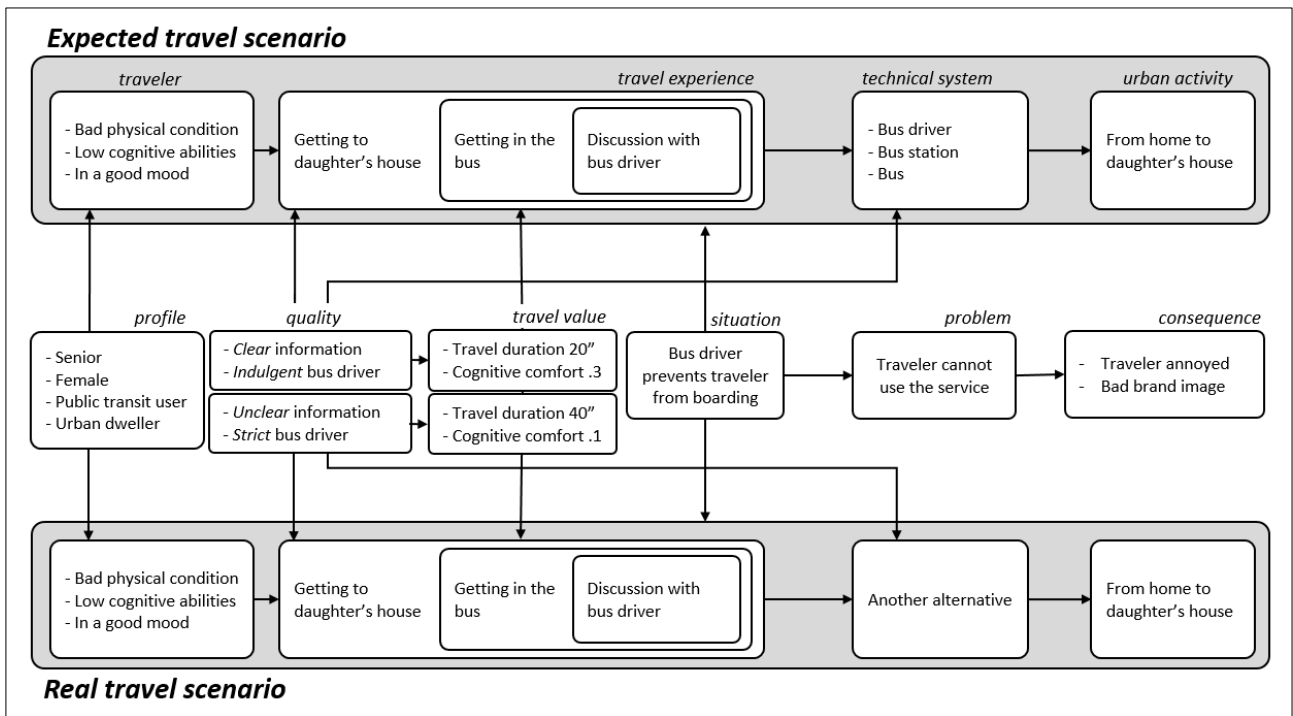 Expected travel scenario
traveler
travel experience
technical system
urban activity
- Bad physical condition
- Low cognitive abilities
- In a good mood
Getting to
daughter's house
Getting in the
bus
Discussion with
bus driver
- Bus driver
- Bus station
- Bus
From home to
daughter's house
profile
quality
travel value
situation
problem
consequence
- Senior
- Female
- Public transit user
- Urban dweller
- Clear information
- Indulgent bus driver
- Travel duration 20"
- Cognitive comfort .3
- Unclear information
- Strict bus driver
- Travel duration 40"
- Cognitive comfort .1
Bus driver
prevents traveler
from boarding
Traveler cannot
use the service
- Traveler annoyed
- Bad brand image
- Bad physical condition
- Low cognitive abilities
- In a good mood
Getting to
daughter's house
Getting in the
bus
Discussion with
bus driver
Another alternative
From home to
daughter's house
Real travel scenario